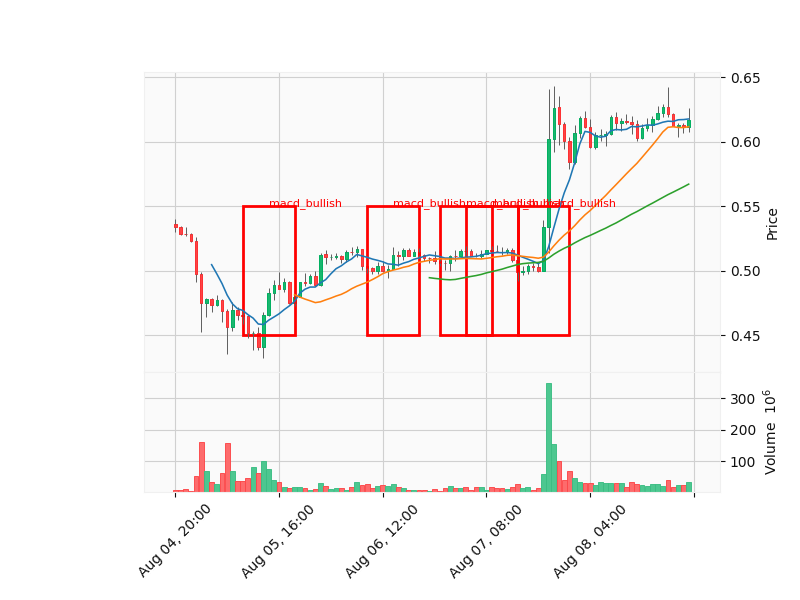 0.65
0.60
0.55
0.50
0.45
Price
macd_bullish
macd_bullish
macd_bullish
300
200
100
Volume 10^6
Aug 04, 20:00
Aug 05, 16:00
Aug 06, 12:00
Aug 07, 08:00
Aug 08, 04:00